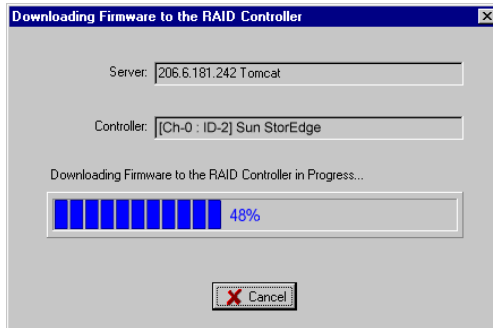 Downloading Firmware to the RAID Controller
Server: 206.6.181.242 Tomcat
Controller: [Ch-0 : ID-2] Sun StorEdge
Downloading Firmware to the RAID Controller in Progress...
48%
Cancel